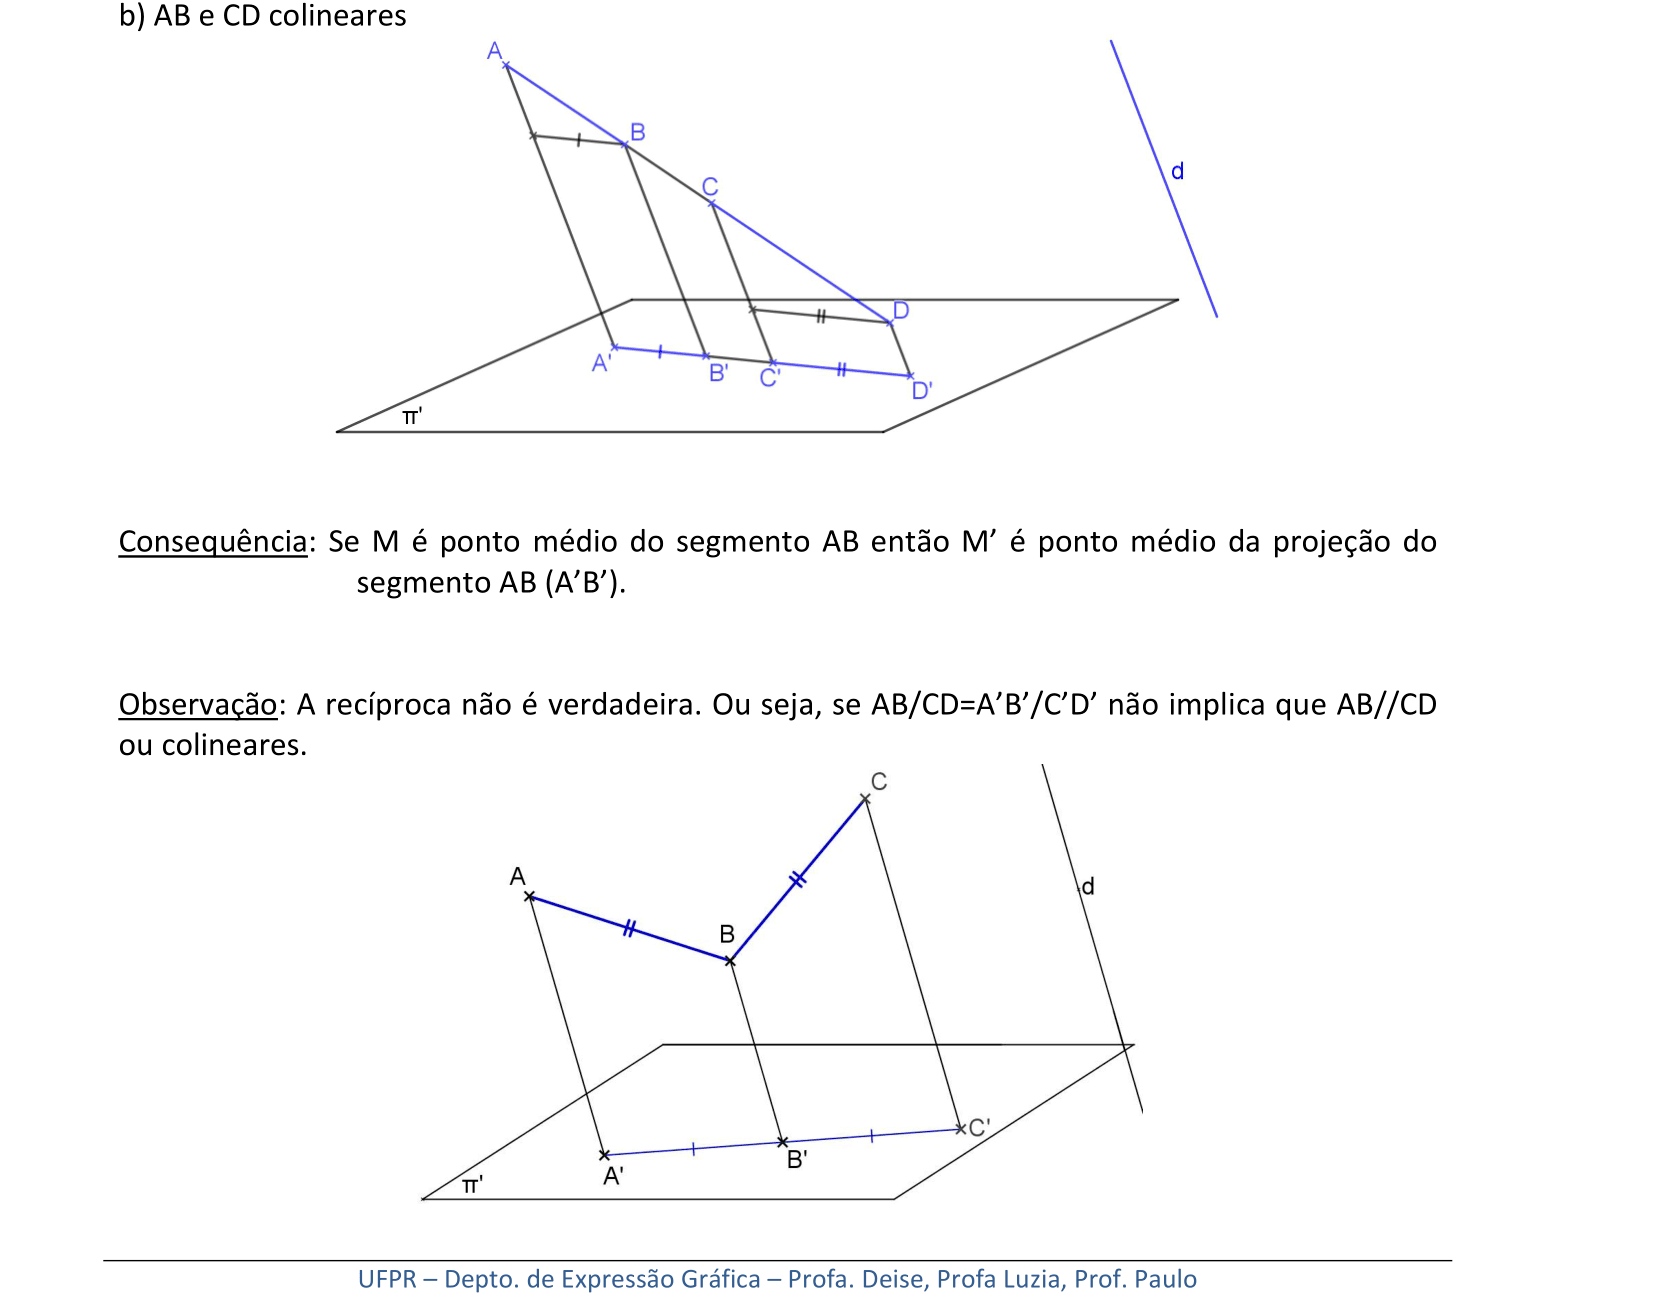 b) AB e CD colineares
A
B
d
C
D
A'
B'
C'
D'
π'
Consequência: Se M é ponto médio do segmento AB então M’ é ponto médio da projeção do
segmento AB (A’B’).
Observação: A recíproca não é verdadeira. Ou seja, se AB/CD=A’B’/C’D’ não implica que AB//CD
ou colineares.
C
A
d
B
C'
B'
A'
π'
UFPR – Depto. de Expressão Gráfica – Profa. Deise, Profa Luzia, Prof. Paulo